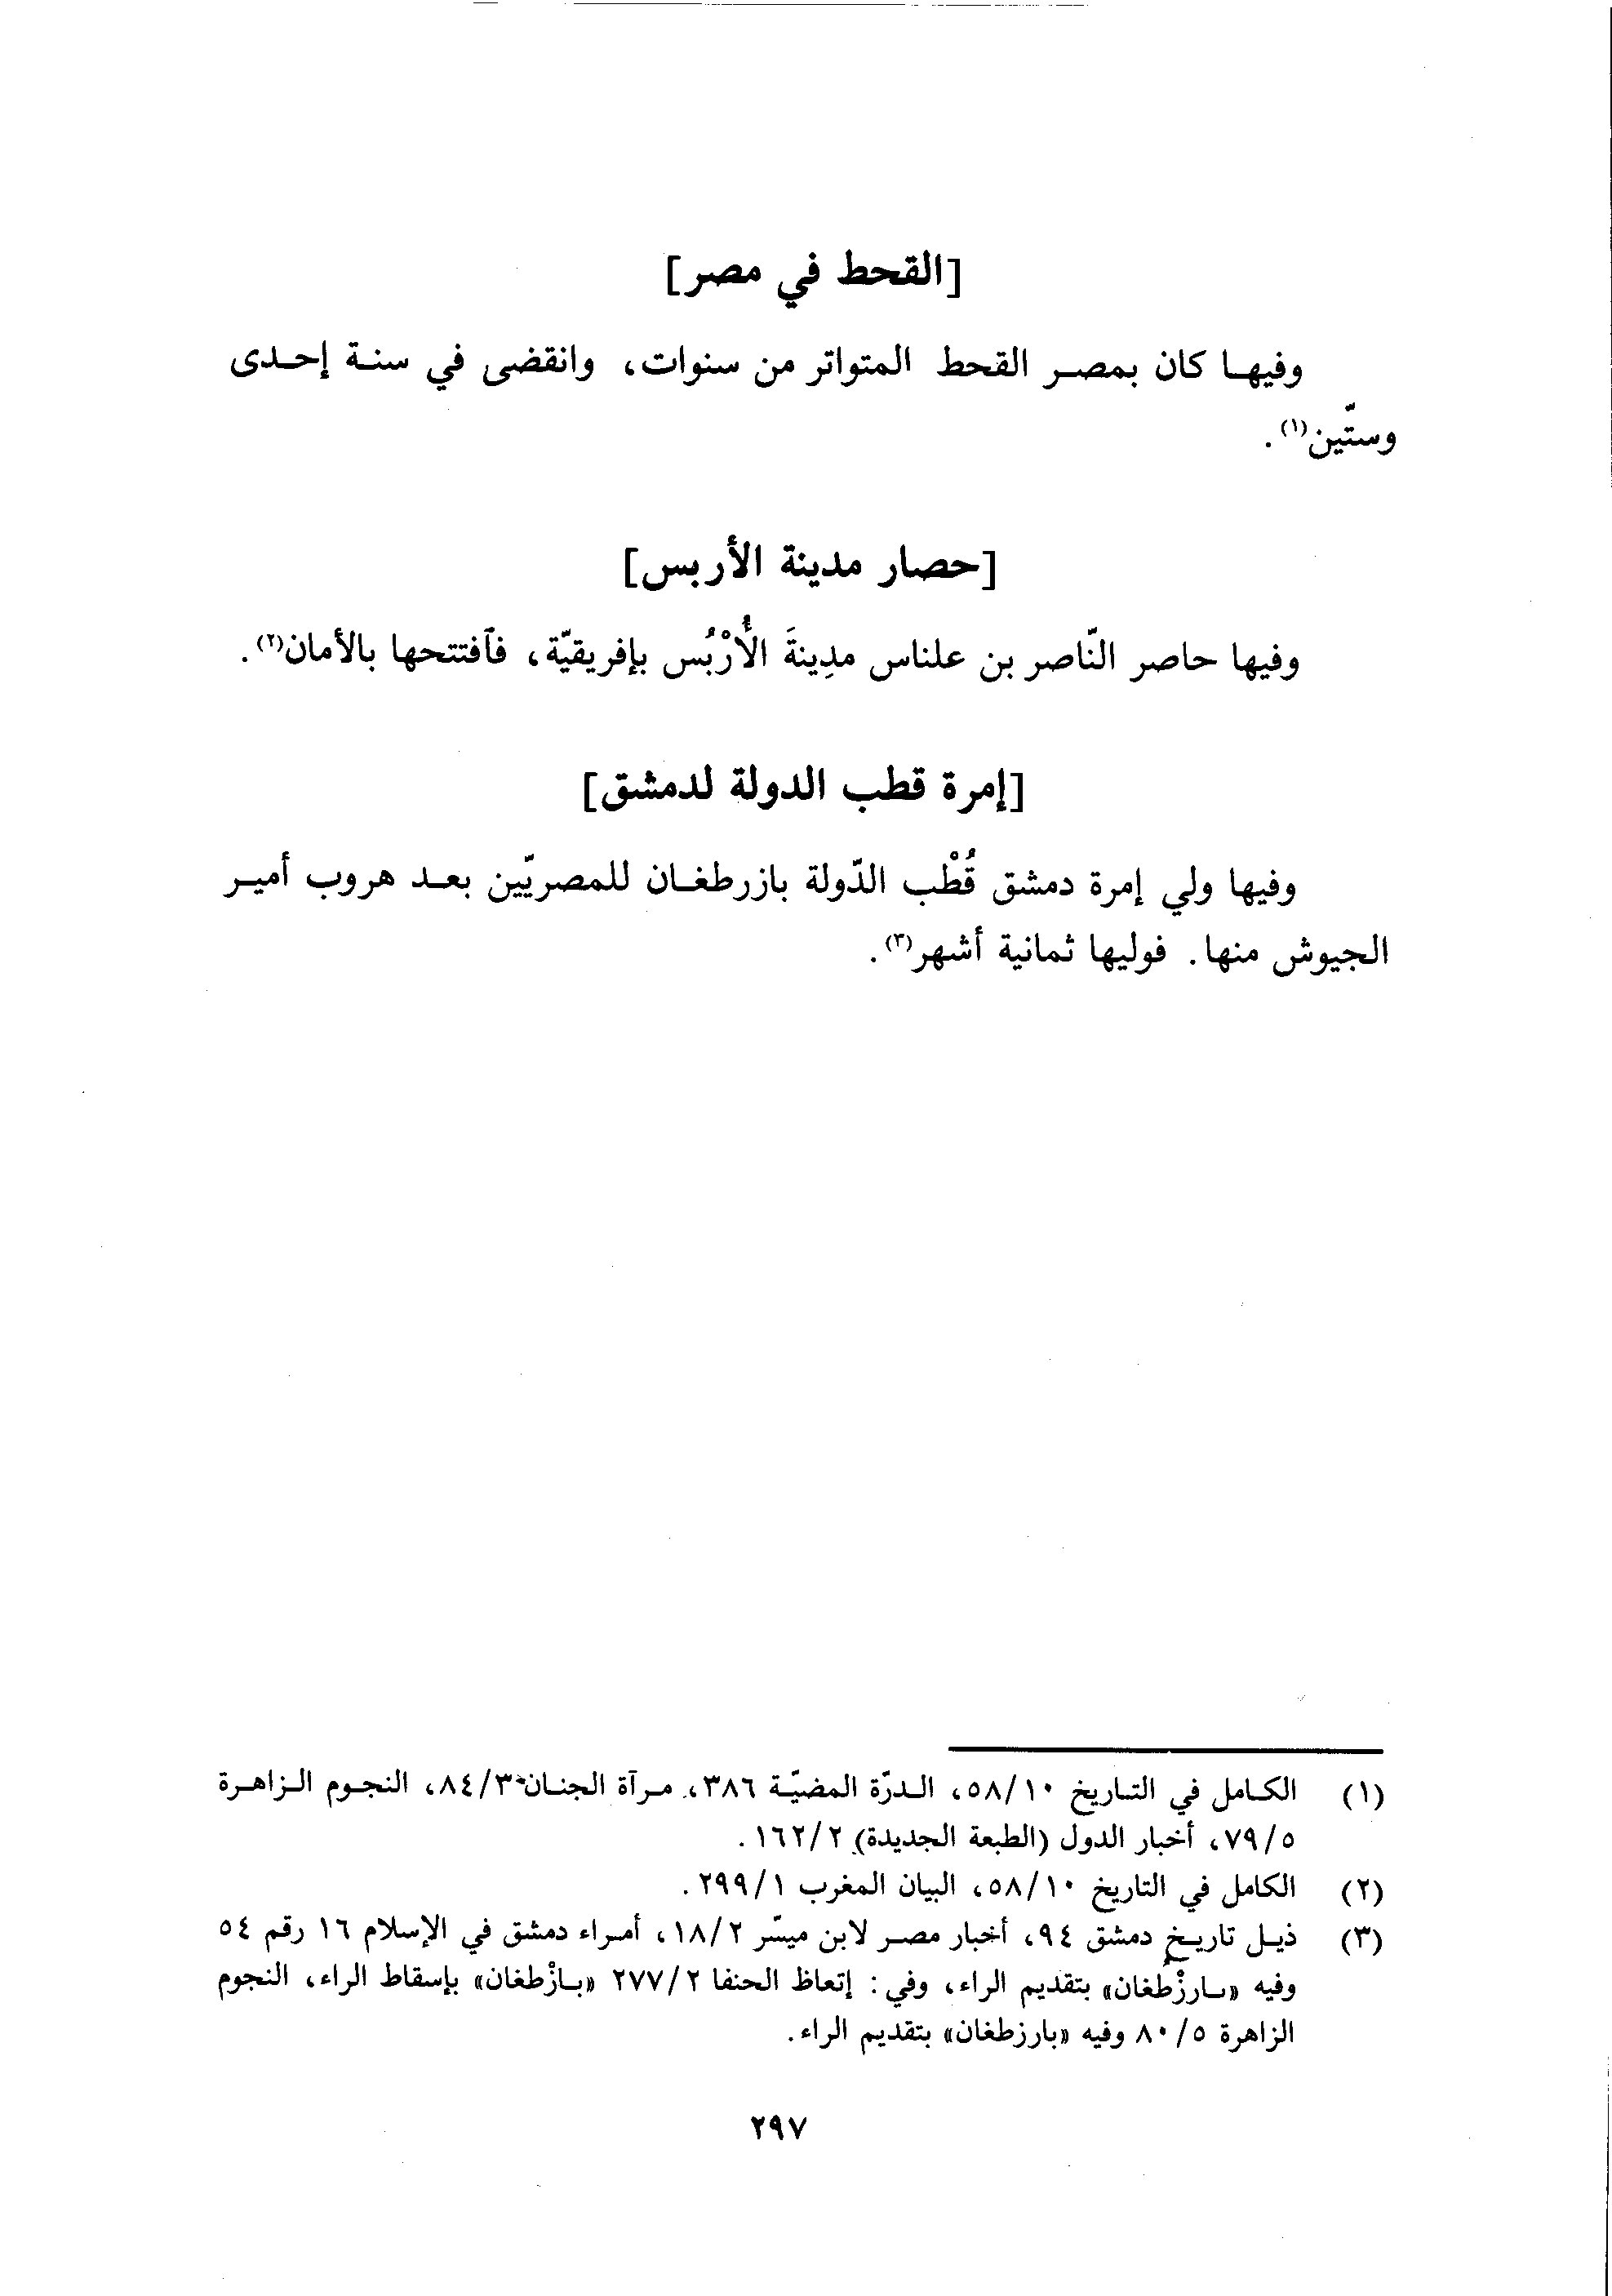 [القحط في مصر]
وفيها كان بمصر القحط المتواتر من سنوات، وانقضى في سنة إحدى
وستّين(١).
[حصار مدينة الأربس]
وفيها حاصر النّاصر بن علناس مدِينةَ الأُرْبُس بإفريقيّة، فآفتتحها بالأمان(٢).
[إمرة قطب الدولة لدمشق]
وفيها ولي إمرة دمشق قُطْب الدّولة بازرطغان للمصريّين بعد هروب أمير
الجيوش منها. فوليها ثمانية أشهر(٣).
(١) الكامل في التاريخ ٥٨/١٠، الدرّة المضيّة ٣٨٦، مرآة الجنان ٨٤/٣، النجوم الزاهرة
٧٩/٥، أخبار الدول (الطبعة الجديدة) ١٦٢/٢.
(٢) الكامل في التاريخ ٥٨/١٠، البيان المغرب ٢٩٩/١.
(٣) ذيل تاريخ دمشق ٩٤، أخبار مصر لابن ميسّر ١٨/٢، أمراء دمشق في الإسلام ١٦ رقم ٥٤
وفيه «بارزْطُغان» بتقديم الراء، وفي: إتعاظ الحنفا ٢٧٧/٢ «بازْطغان» بإسقاط الراء، النجوم
الزاهرة ٨٠/٥ وفيه «بارزطغان» بتقديم الراء.
٢٩٧